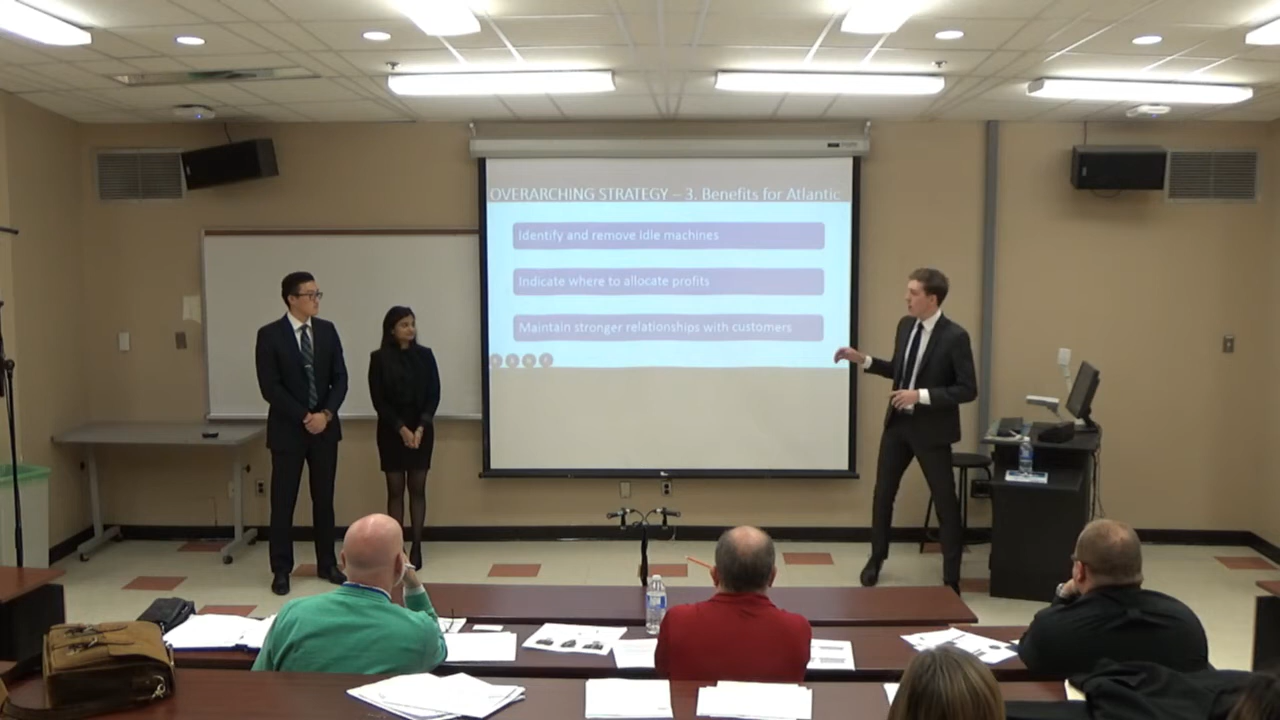 OVERARCHING STRATEGY – 3. Benefits for Atlantic
Identify and remove idle machines
Indicate where to allocate profits
Maintain stronger relationships with customers